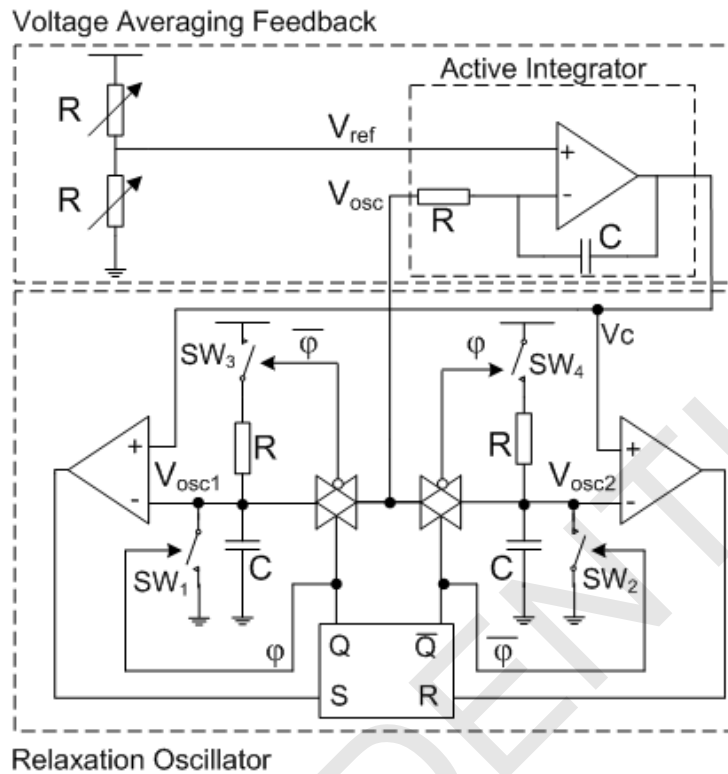 Voltage Averaging Feedback
Active Integrator
R
Vref
+
R
Vosc
-
R
C
Vc
SW3
φ̅
φ
SW4
R
R
+
+
Vosc1
Vosc2
-
-
SW1
C
C
SW2
φ
Q
Q̅
φ̅
S
R
Relaxation Oscillator